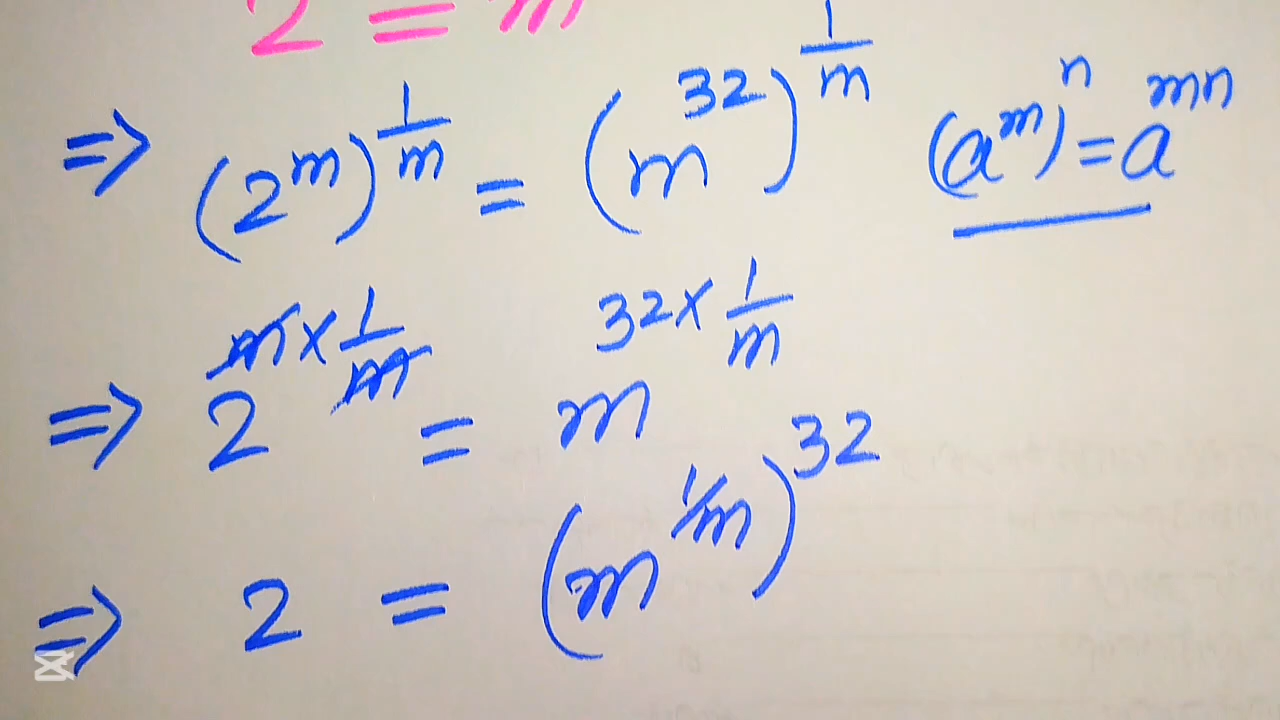 2 = m
⇒ (2^m)^(1/m) = (m^32)^(1/m) (a^m)^n = a^mn
⇒ 2^(m×1/m) = m^(32×1/m)
⇒ 2 = (m^(1/m))^32